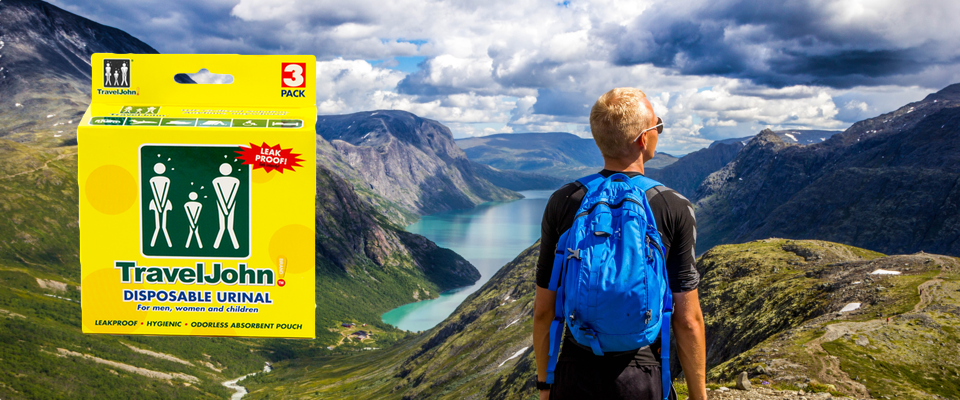 TravelJohn
3
PACK
LEAK
PROOF!
TravelJohn
DISPOSABLE URINAL
For men, women and children
LEAKPROOF • HYGIENIC • ODORLESS ABSORBENT POUCH